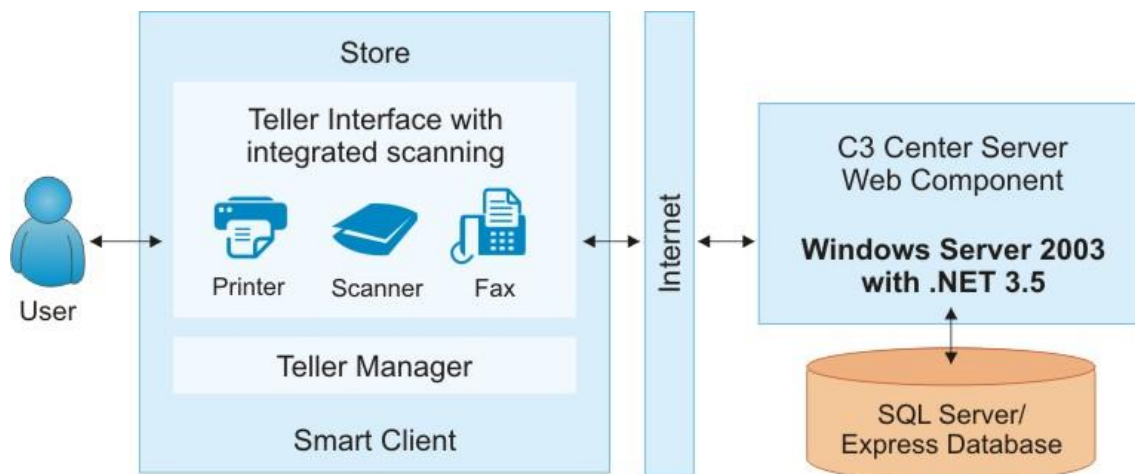 Store
Teller Interface with
integrated scanning
Printer
Scanner
Fax
User
Teller Manager
Smart Client
Internet
C3 Center Server
Web Component
Windows Server 2003
with .NET 3.5
SQL Server/
Express Database